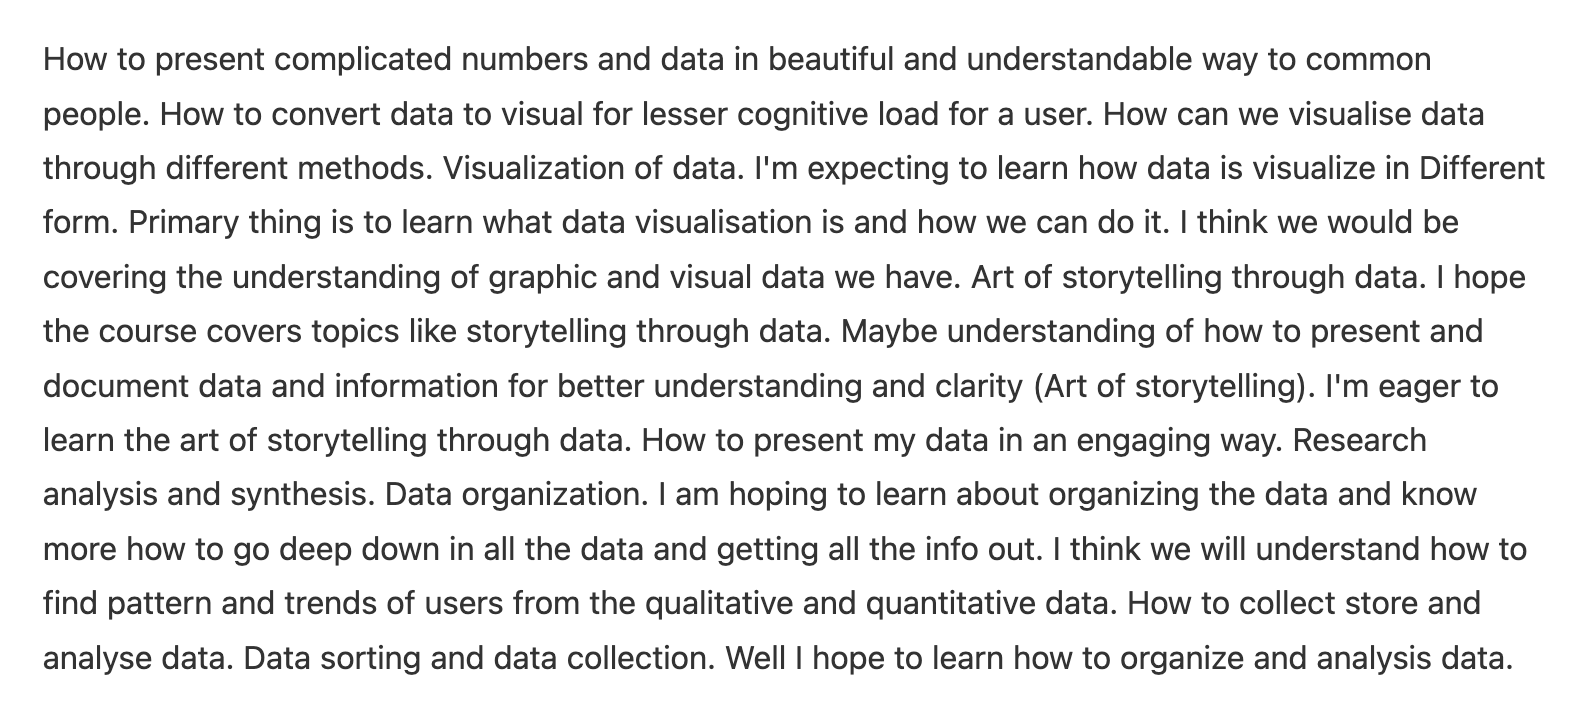 How to present complicated numbers and data in beautiful and understandable way to common
people. How to convert data to visual for lesser cognitive load for a user. How can we visualise data
through different methods. Visualization of data. I'm expecting to learn how data is visualize in Different
form. Primary thing is to learn what data visualisation is and how we can do it. I think we would be
covering the understanding of graphic and visual data we have. Art of storytelling through data. I hope
the course covers topics like storytelling through data. Maybe understanding of how to present and
document data and information for better understanding and clarity (Art of storytelling). I'm eager to
learn the art of storytelling through data. How to present my data in an engaging way. Research
analysis and synthesis. Data organization. I am hoping to learn about organizing the data and know
more how to go deep down in all the data and getting all the info out. I think we will understand how to
find pattern and trends of users from the qualitative and quantitative data. How to collect store and
analyse data. Data sorting and data collection. Well I hope to learn how to organize and analysis data.